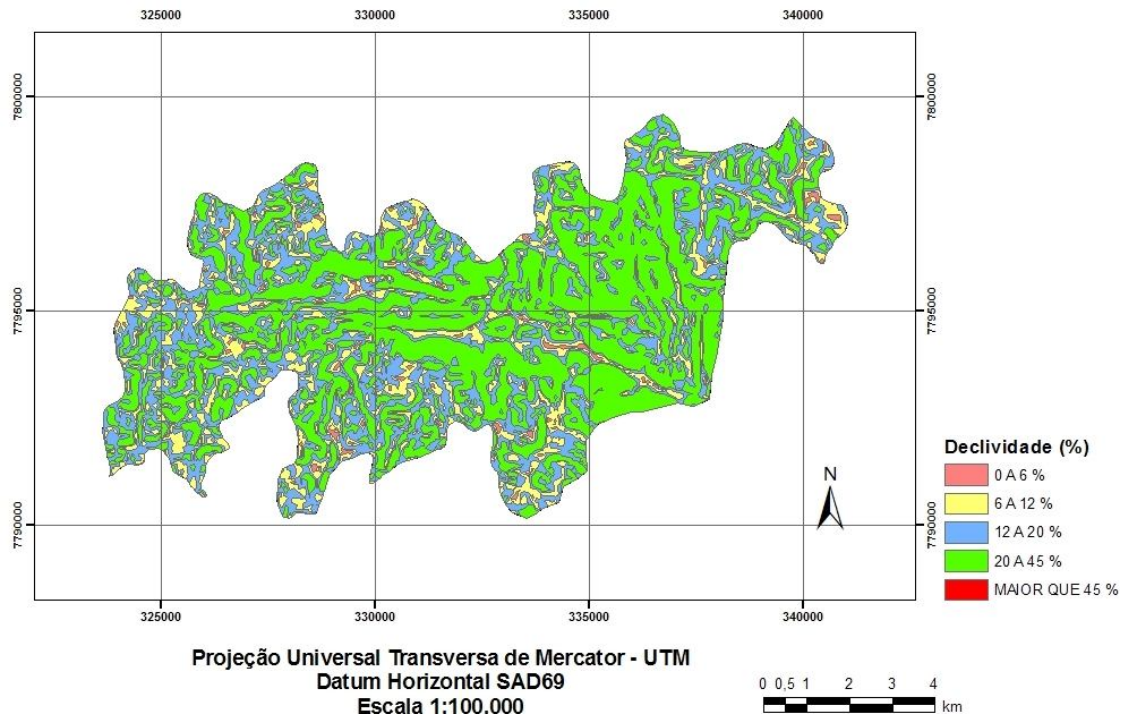 325000 330000 335000 340000
7800000 7800000
7795000 7795000
Declividade (%)
0 A 6 %
6 A 12 %
12 A 20 %
20 A 45 %
MAIOR QUE 45 %
N
7790000 7790000
325000 330000 335000 340000
Projeção Universal Transversa de Mercator - UTM
Datum Horizontal SAD69
Escala 1:100.000
0 0,5 1 2 3 4
km